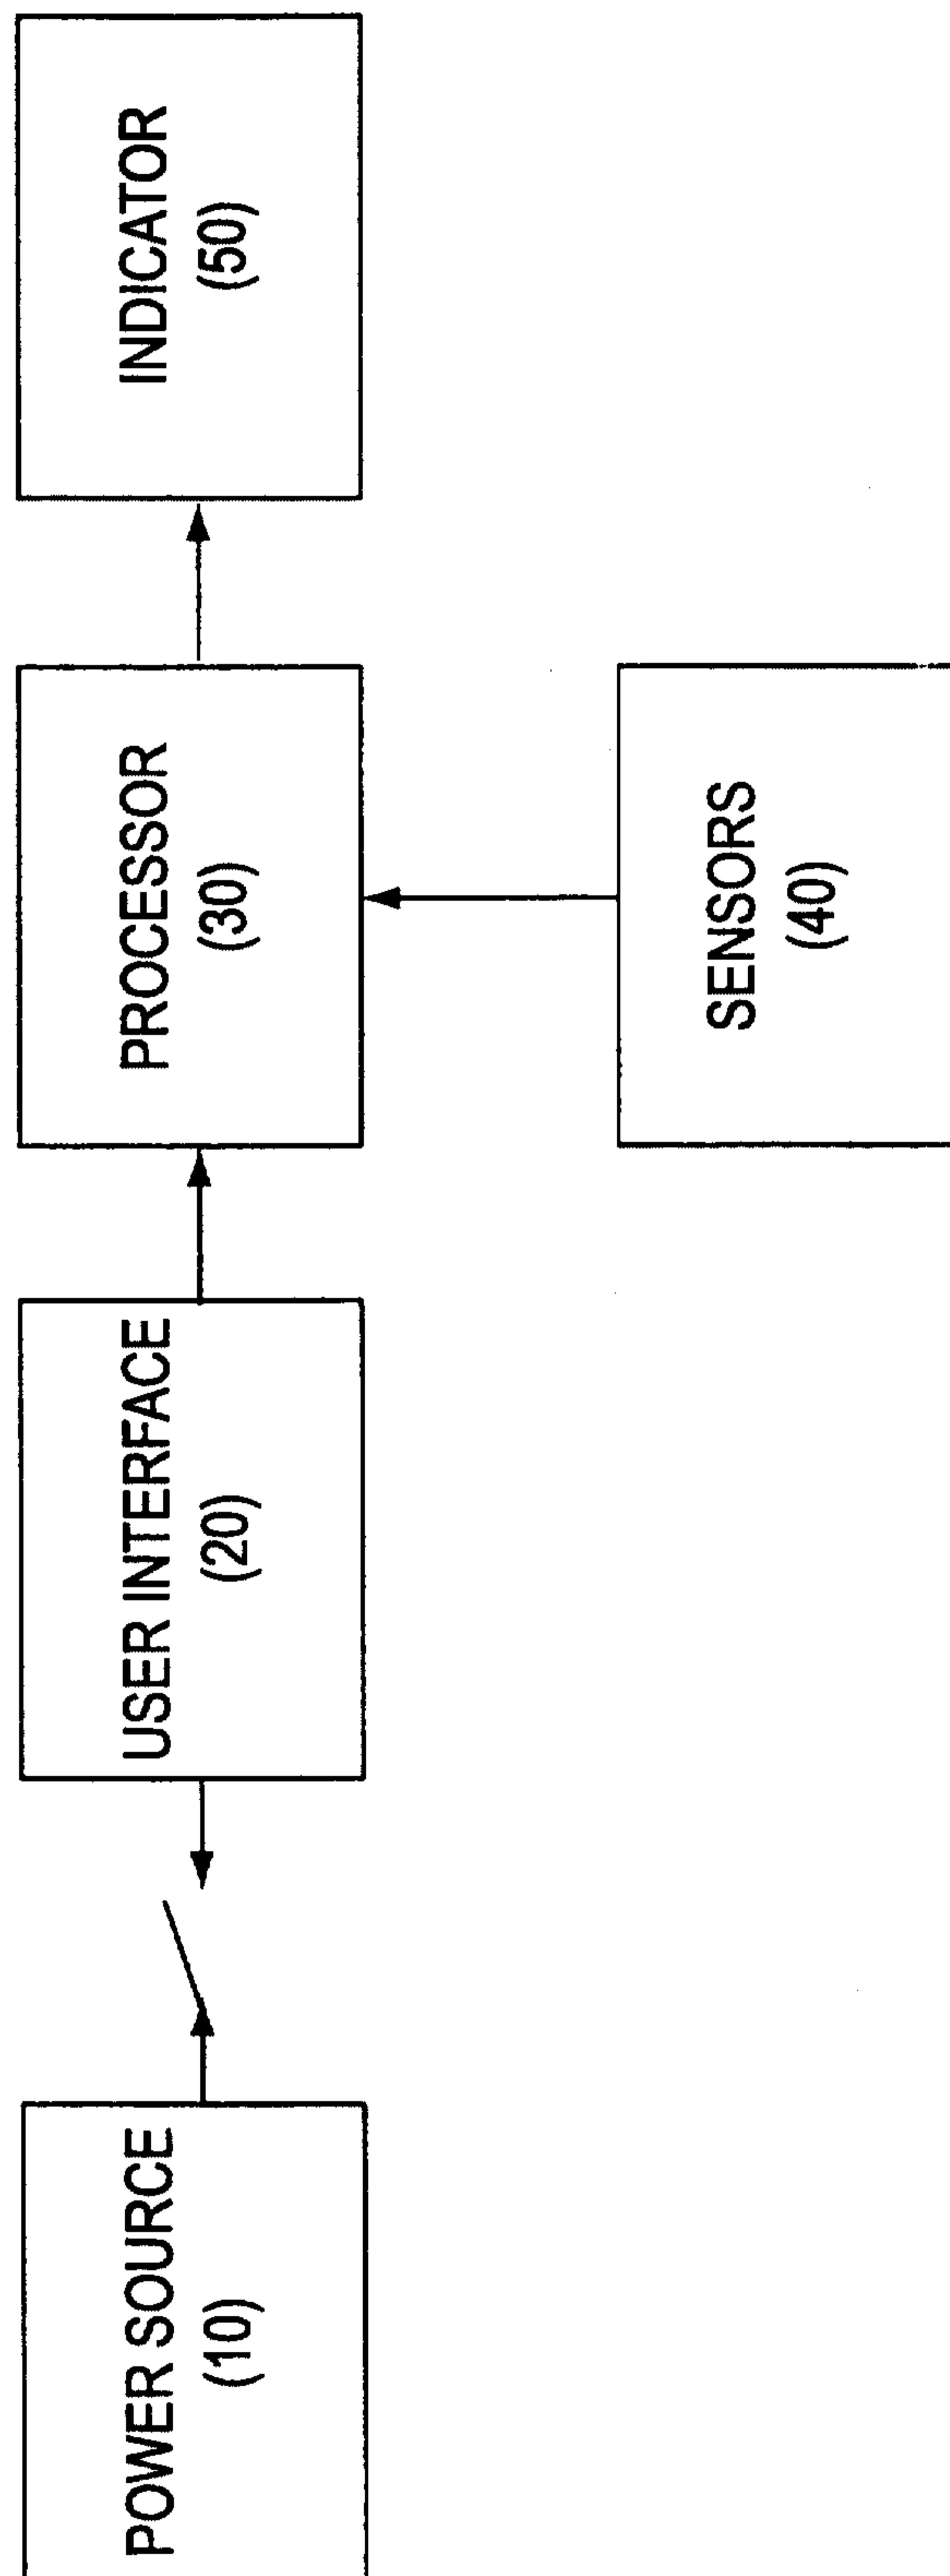 POWER SOURCE
(10)
USER INTERFACE
(20)
PROCESSOR
(30)
INDICATOR
(50)
SENSORS
(40)